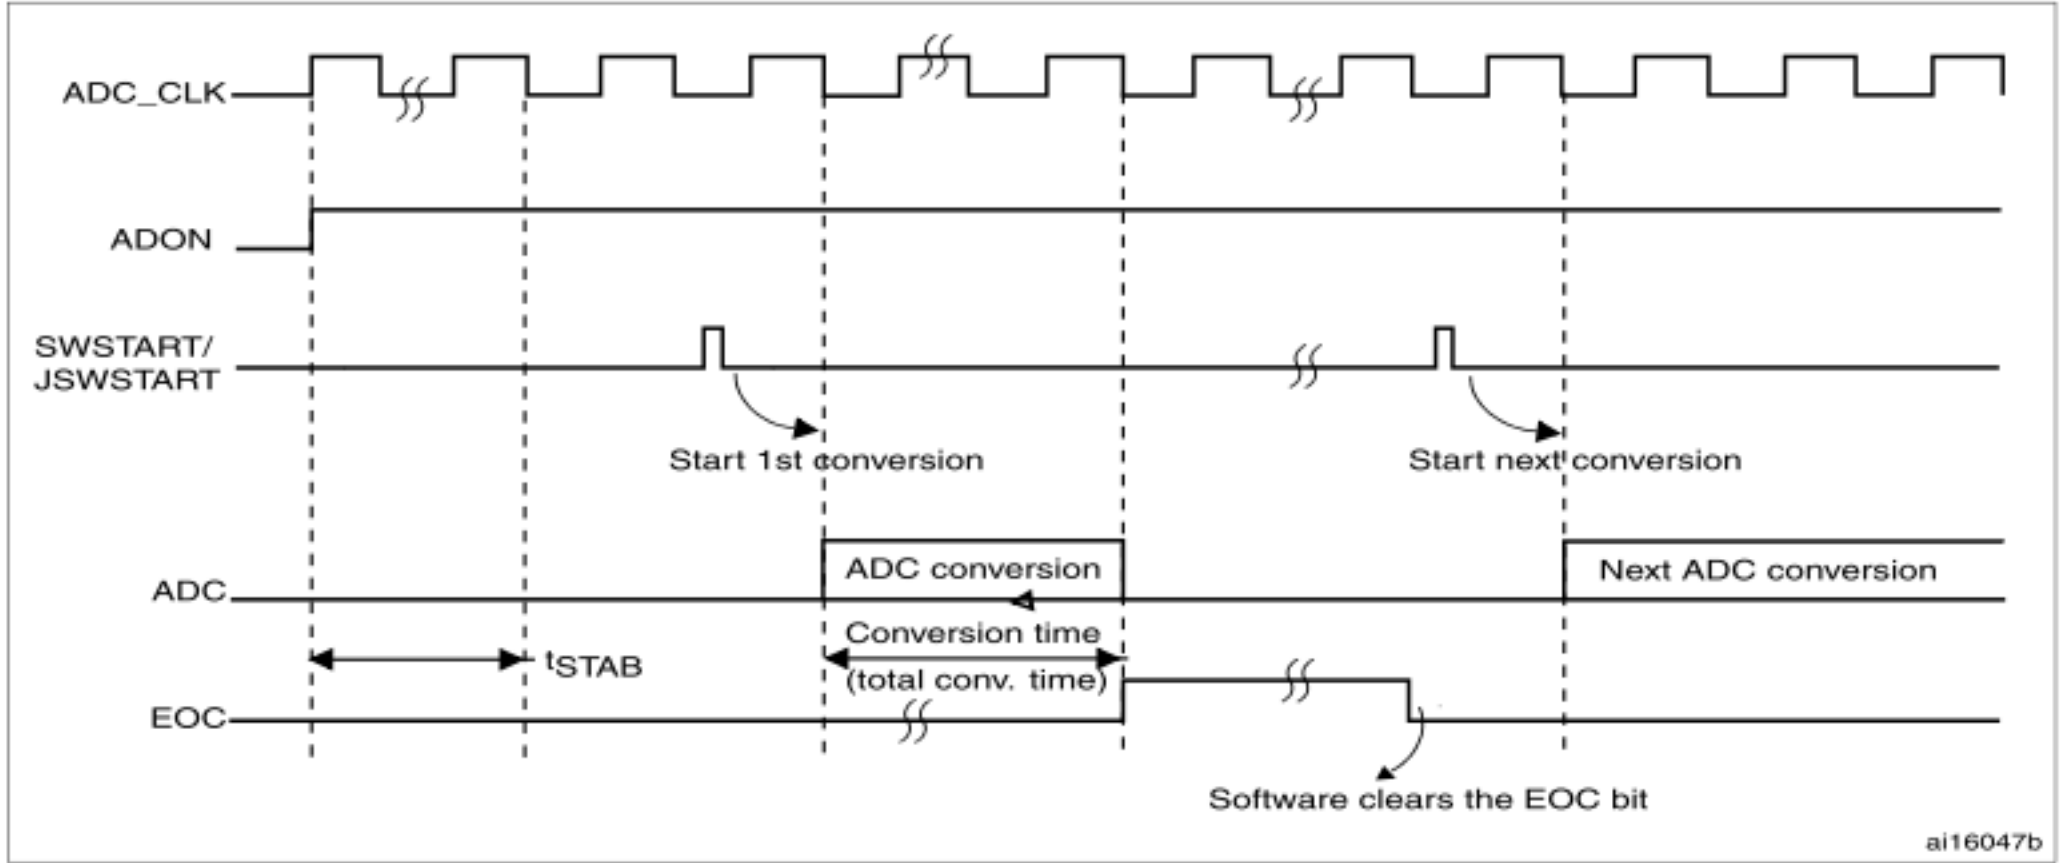 ADC_CLK
ADON
SWSTART/
JSWSTART
Start 1st conversion
Start next conversion
ADC
ADC conversion
Next ADC conversion
Conversion time
tSTAB
(total conv. time)
EOC
Software clears the EOC bit
ai16047b